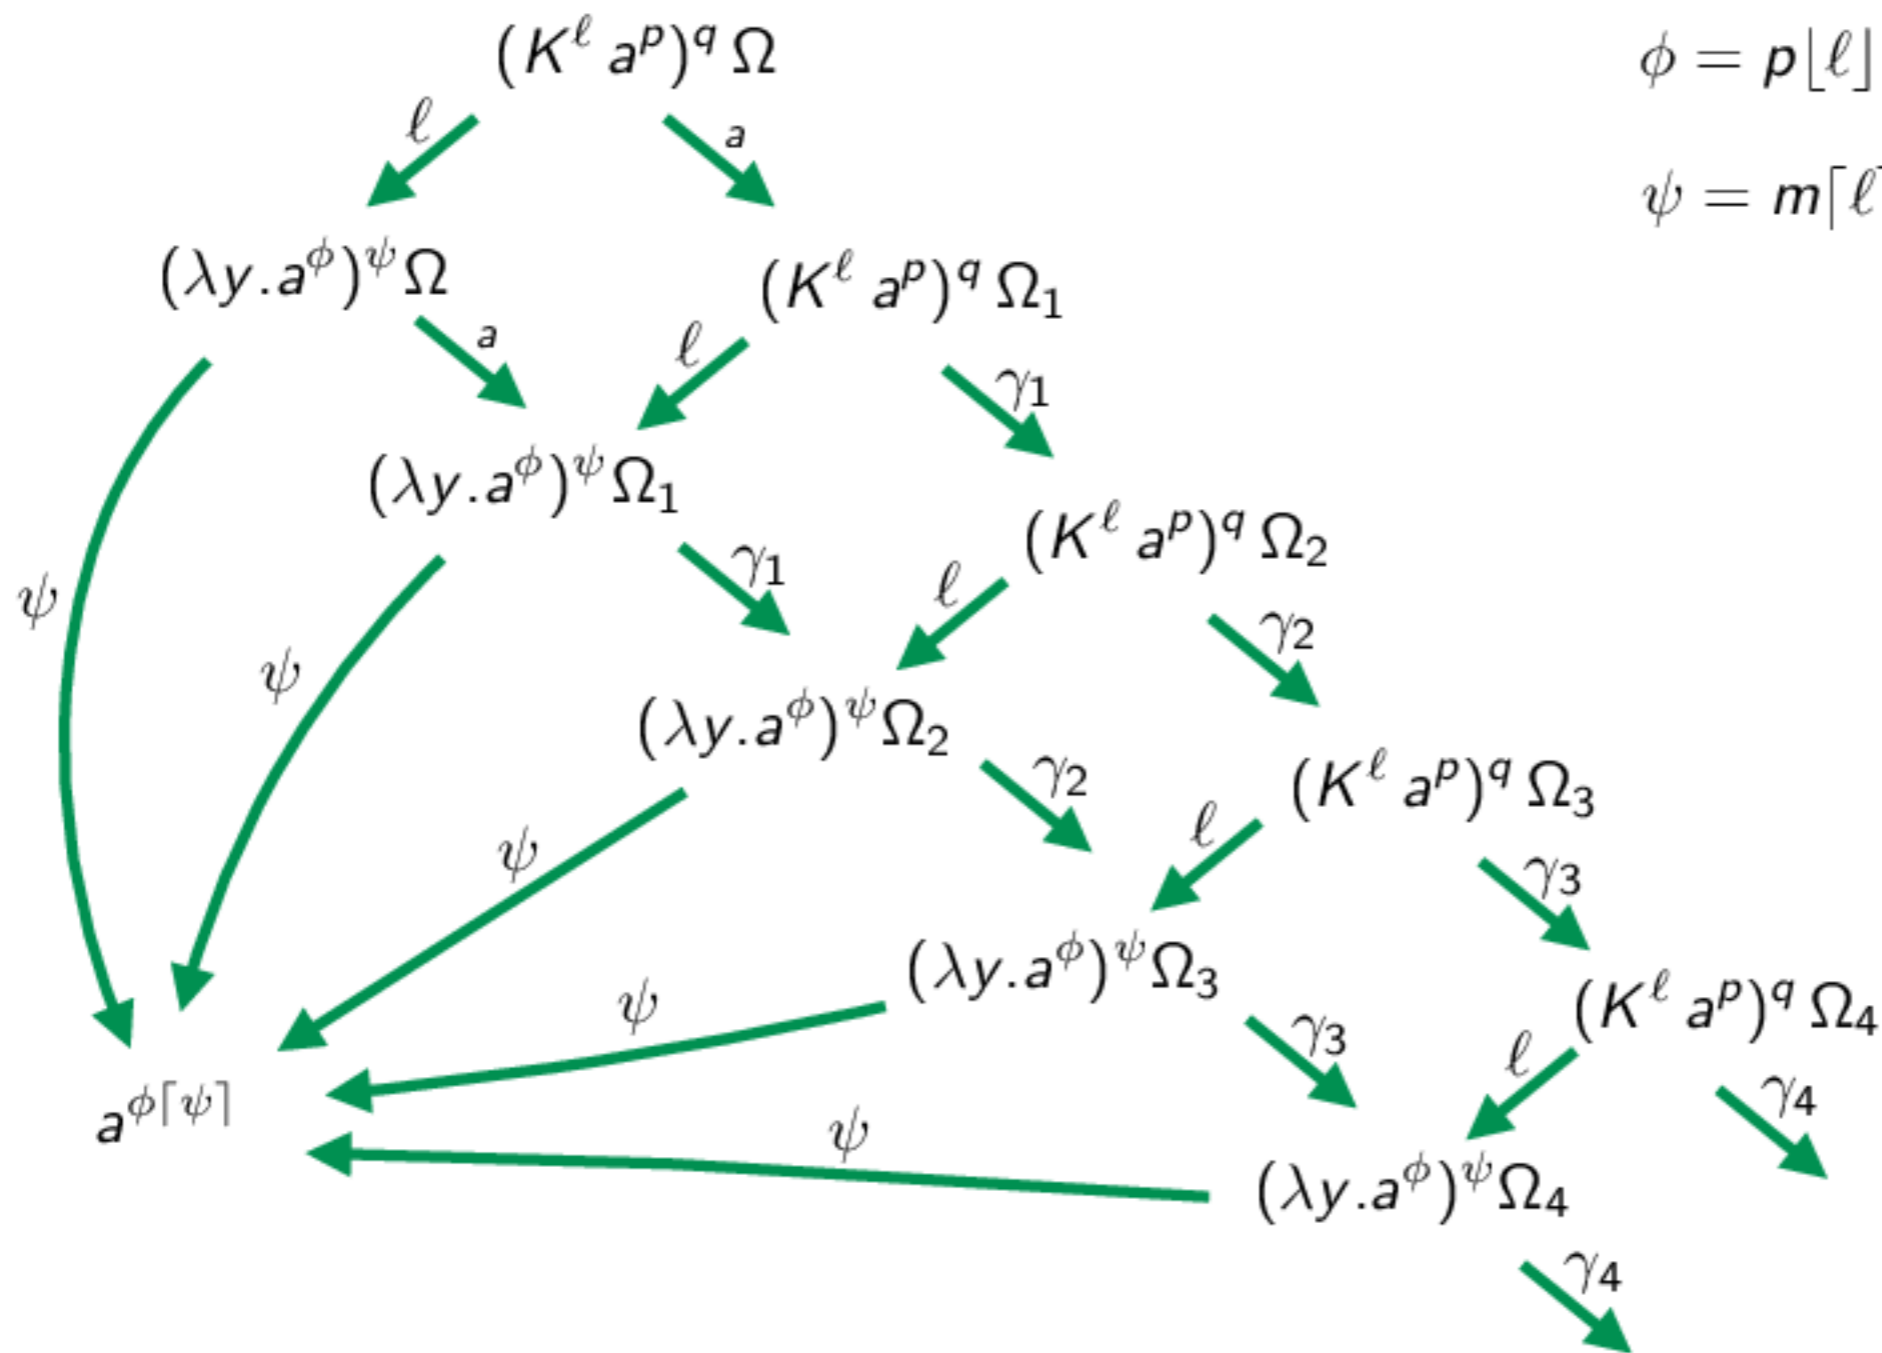 (K^ℓ a^p)^q Ω
ϕ = p⌊ℓ⌋
ℓ
a
ψ = m⌈ℓ⌉
(λy.a^ϕ)^ψ Ω
(K^ℓ a^p)^q Ω₁
a
ℓ
γ₁
(λy.a^ϕ)^ψ Ω₁
(K^ℓ a^p)^q Ω₂
ψ
γ₁
ℓ
γ₂
ψ
(λy.a^ϕ)^ψ Ω₂
(K^ℓ a^p)^q Ω₃
γ₂
ℓ
ψ
γ₃
(λy.a^ϕ)^ψ Ω₃
(K^ℓ a^p)^q Ω₄
ψ
γ₃
ℓ
γ₄
a^ϕ⌈ψ⌉
ψ
(λy.a^ϕ)^ψ Ω₄
γ₄